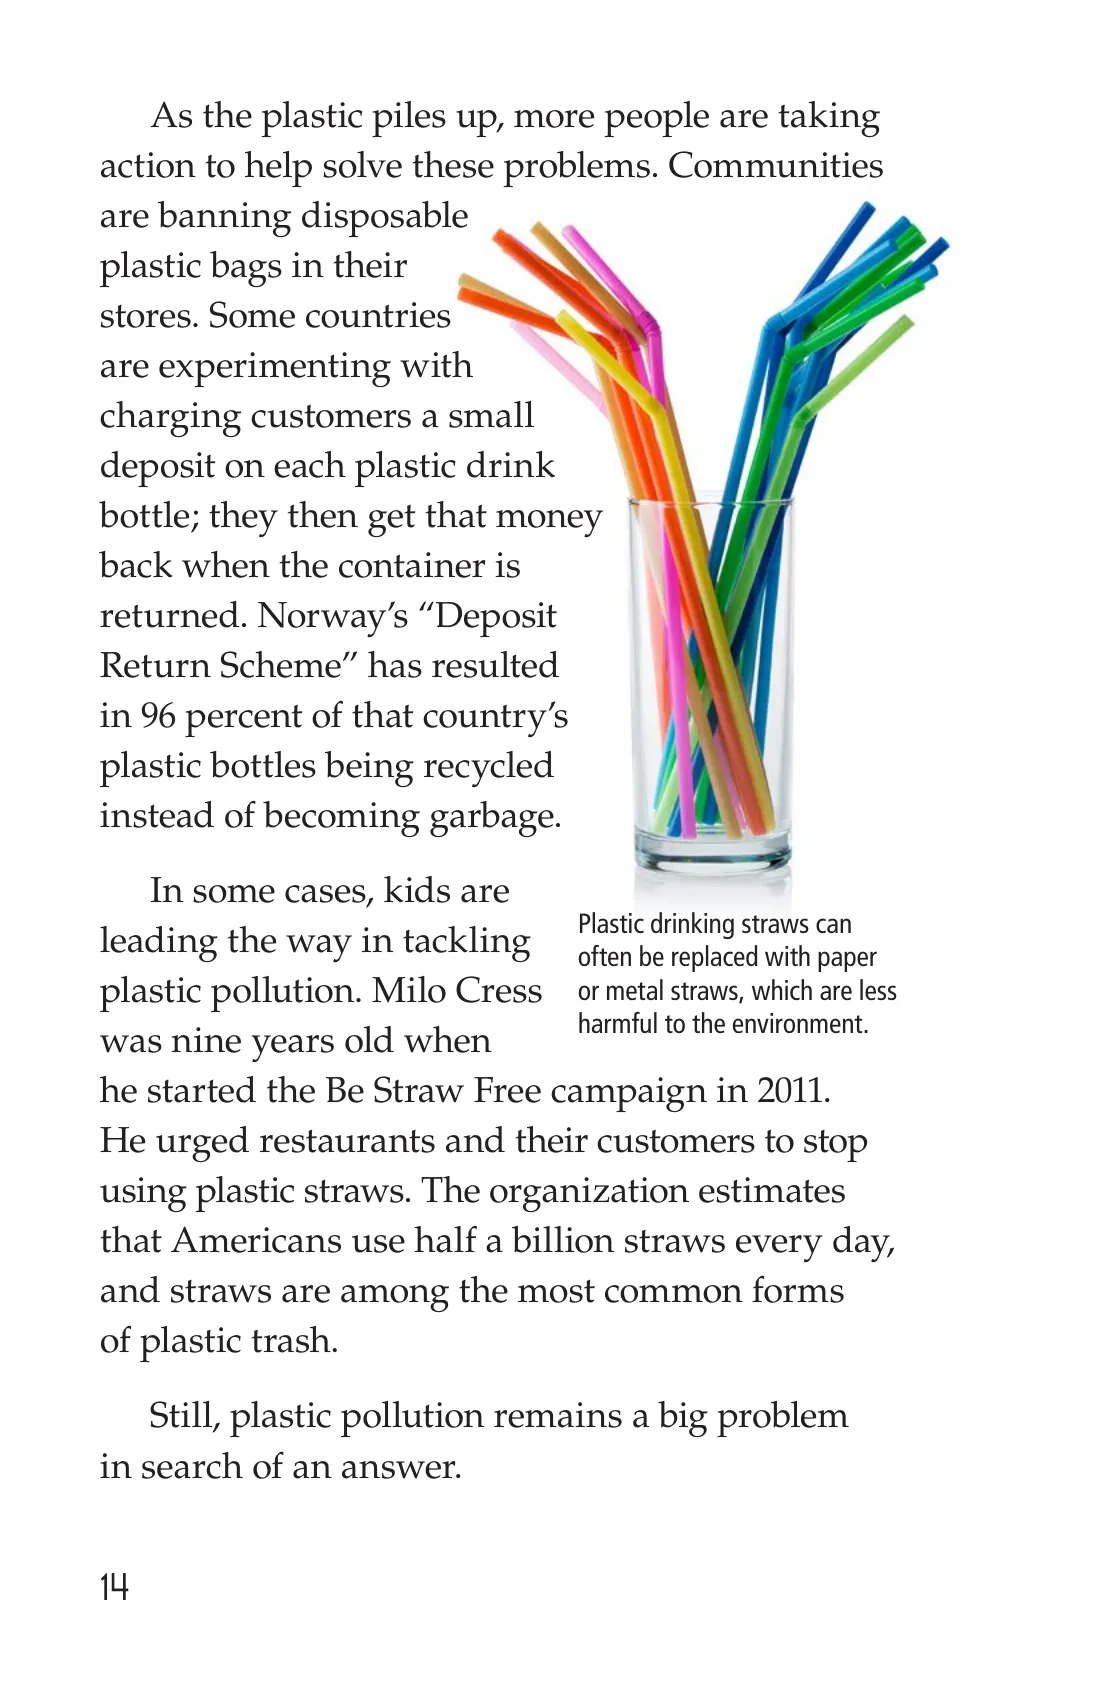 As the plastic piles up, more people are taking
action to help solve these problems. Communities
are banning disposable
plastic bags in their
stores. Some countries
are experimenting with
charging customers a small
deposit on each plastic drink
bottle; they then get that money
back when the container is
returned. Norway’s “Deposit
Return Scheme” has resulted
in 96 percent of that country’s
plastic bottles being recycled
instead of becoming garbage.
In some cases, kids are
leading the way in tackling
plastic pollution. Milo Cress
was nine years old when
he started the Be Straw Free campaign in 2011.
He urged restaurants and their customers to stop
using plastic straws. The organization estimates
that Americans use half a billion straws every day,
and straws are among the most common forms
of plastic trash.
Still, plastic pollution remains a big problem
in search of an answer.
Plastic drinking straws can
often be replaced with paper
or metal straws, which are less
harmful to the environment.
14